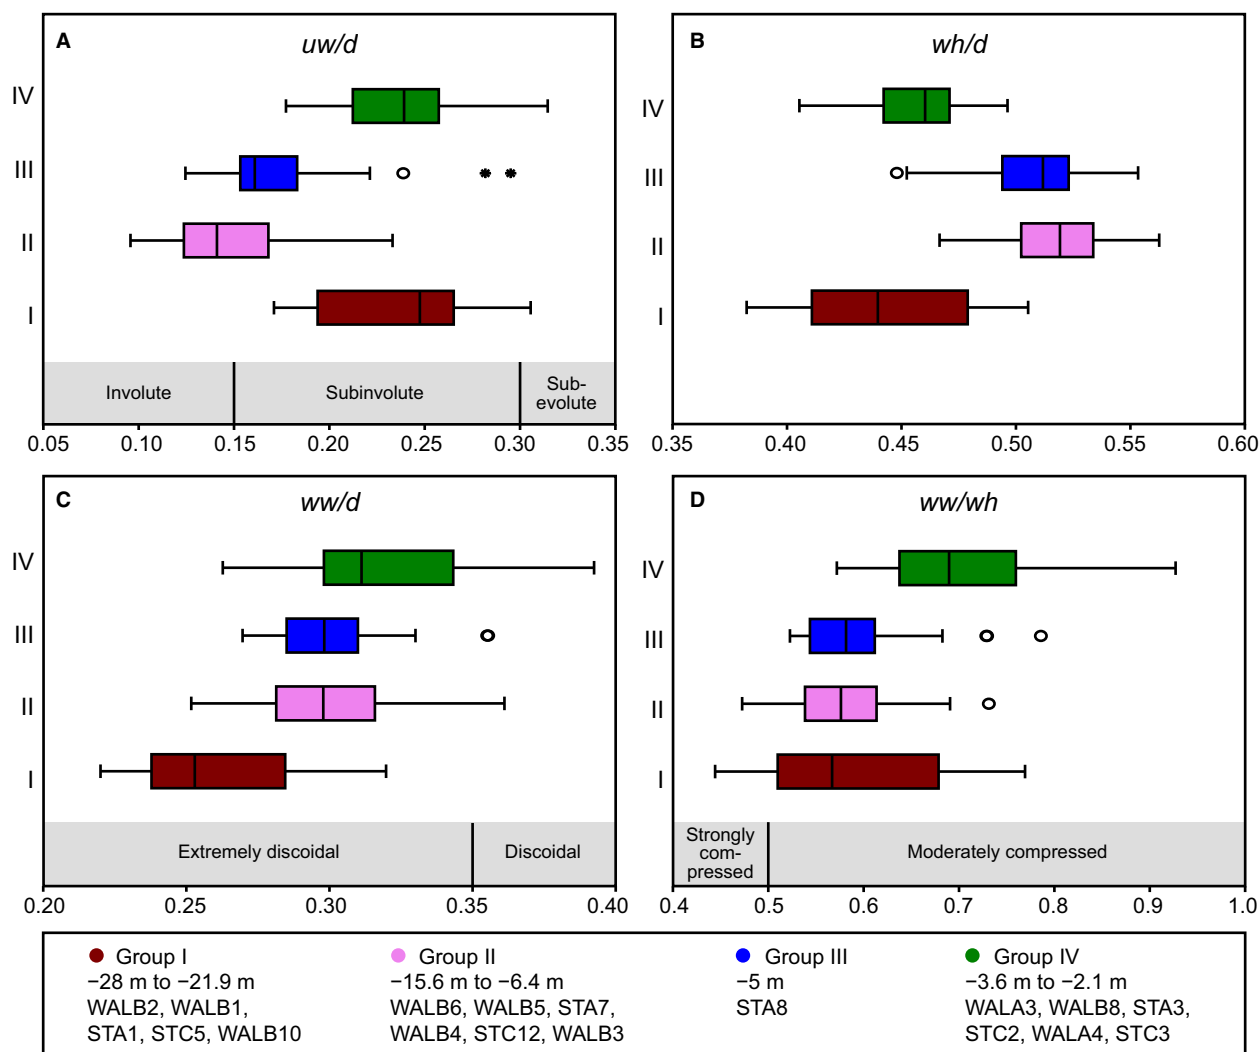 A
uw/d
IV
III
II
I
Involute
Subinvolute
Sub-
evolute
0.05 0.10 0.15 0.20 0.25 0.30 0.35
B
wh/d
IV
III
II
I
0.35 0.40 0.45 0.50 0.55 0.60
C
ww/d
IV
III
II
I
Extremely discoidal
Discoidal
0.20 0.25 0.30 0.35 0.40
D
ww/wh
IV
III
II
I
Strongly
com-
pressed
Moderately compressed
0.4 0.5 0.6 0.7 0.8 0.9 1.0
Group I
−28 m to −21.9 m
WALB2, WALB1,
STA1, STC5, WALB10
Group II
−15.6 m to −6.4 m
WALB6, WALB5, STA7,
WALB4, STC12, WALB3
Group III
−5 m
STA8
Group IV
−3.6 m to −2.1 m
WALA3, WALB8, STA3,
STC2, WALA4, STC3